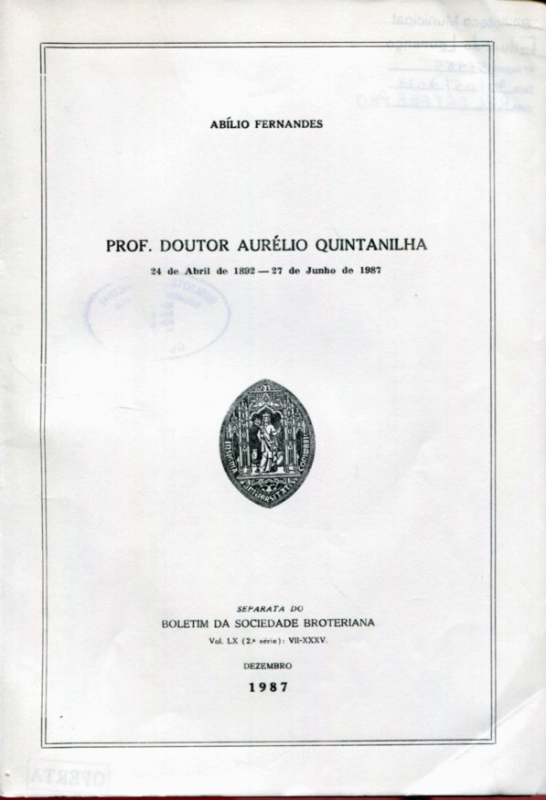 ABÍLIO FERNANDES
PROF. DOUTOR AURÉLIO QUINTANILHA
24 de Abril de 1892 — 27 de Junho de 1987
SEPARATA DO
BOLETIM DA SOCIEDADE BROTERIANA
Vol. LX (2.ª série): VII-XXXV.
DEZEMBRO
1987
OFERTA